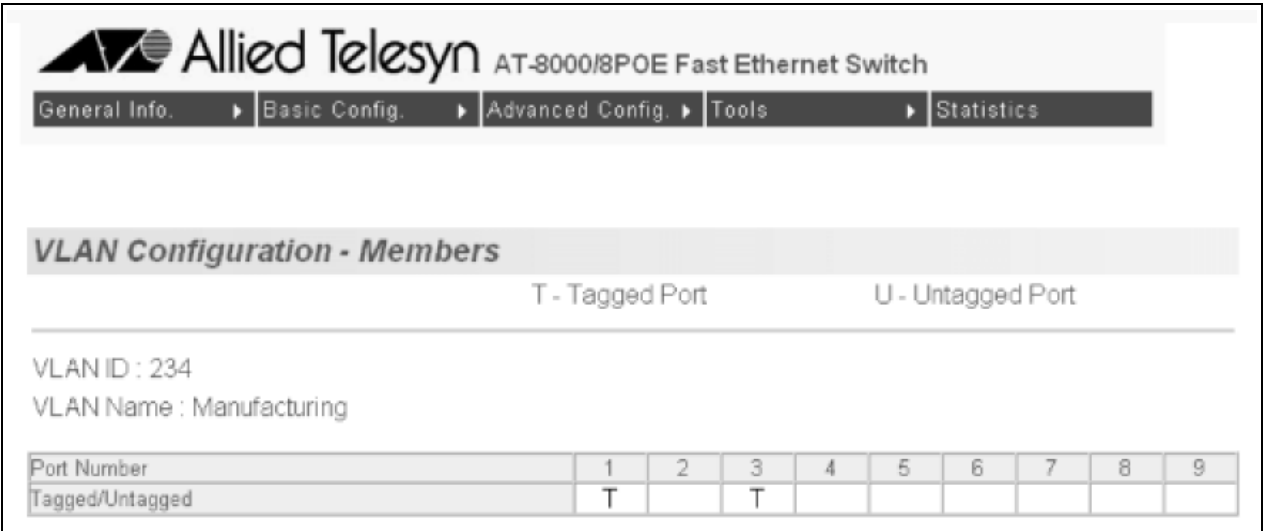 Allied Telesyn AT-8000/8POE Fast Ethernet Switch
General Info. Basic Config. Advanced Config. Tools Statistics
VLAN Configuration - Members
T - Tagged Port U - Untagged Port
VLAN ID : 234
VLAN Name : Manufacturing
Port Number 1 2 3 4 5 6 7 8 9
Tagged/Untagged T T